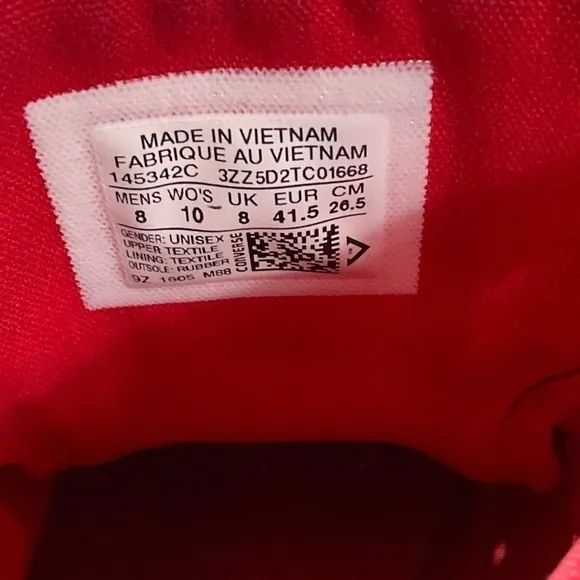 MADE IN VIETNAM
FABRIQUE AU VIETNAM
145342C 3ZZ5D2TC01668
MENS WO'S UK EUR CM
8 10 8 41.5 26.5
GENDER: UNISEX
UPPER TEXTILE
LINING: TEXTILE
OUTSOLE: RUBBER
9Z 1605 M88
CONVERSE